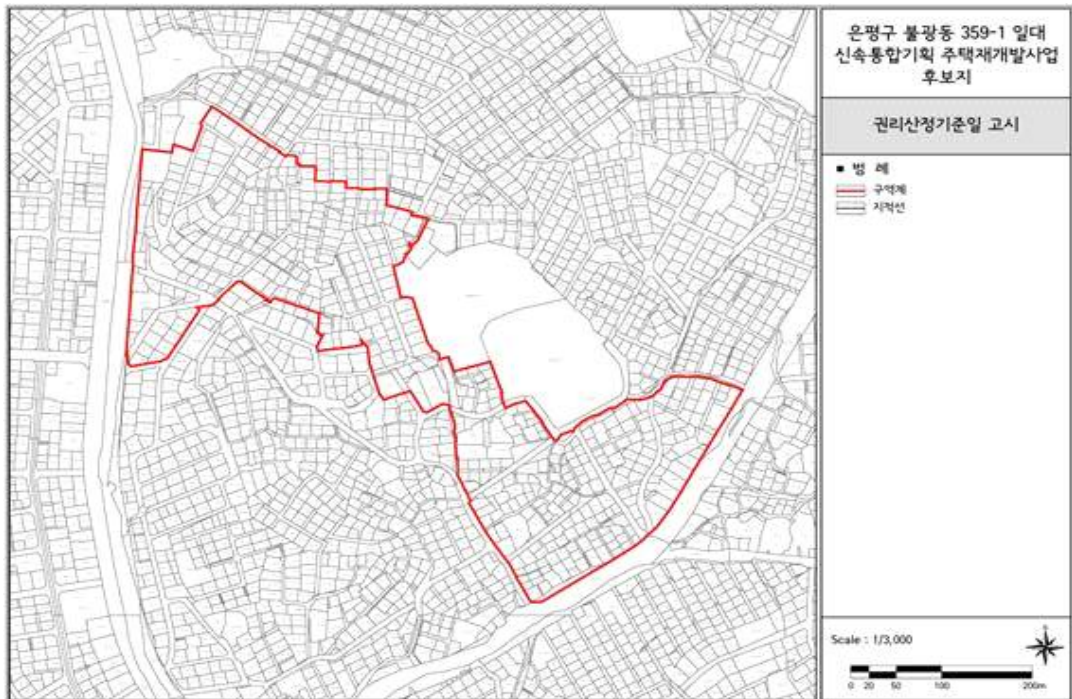 은평구 불광동 359-1 일대
신속통합기획 주택재개발사업
후보지
권리산정기준일 고시
■ 범 례
구역계
지적선
Scale : 1/3,000
0 20 50 100 200m